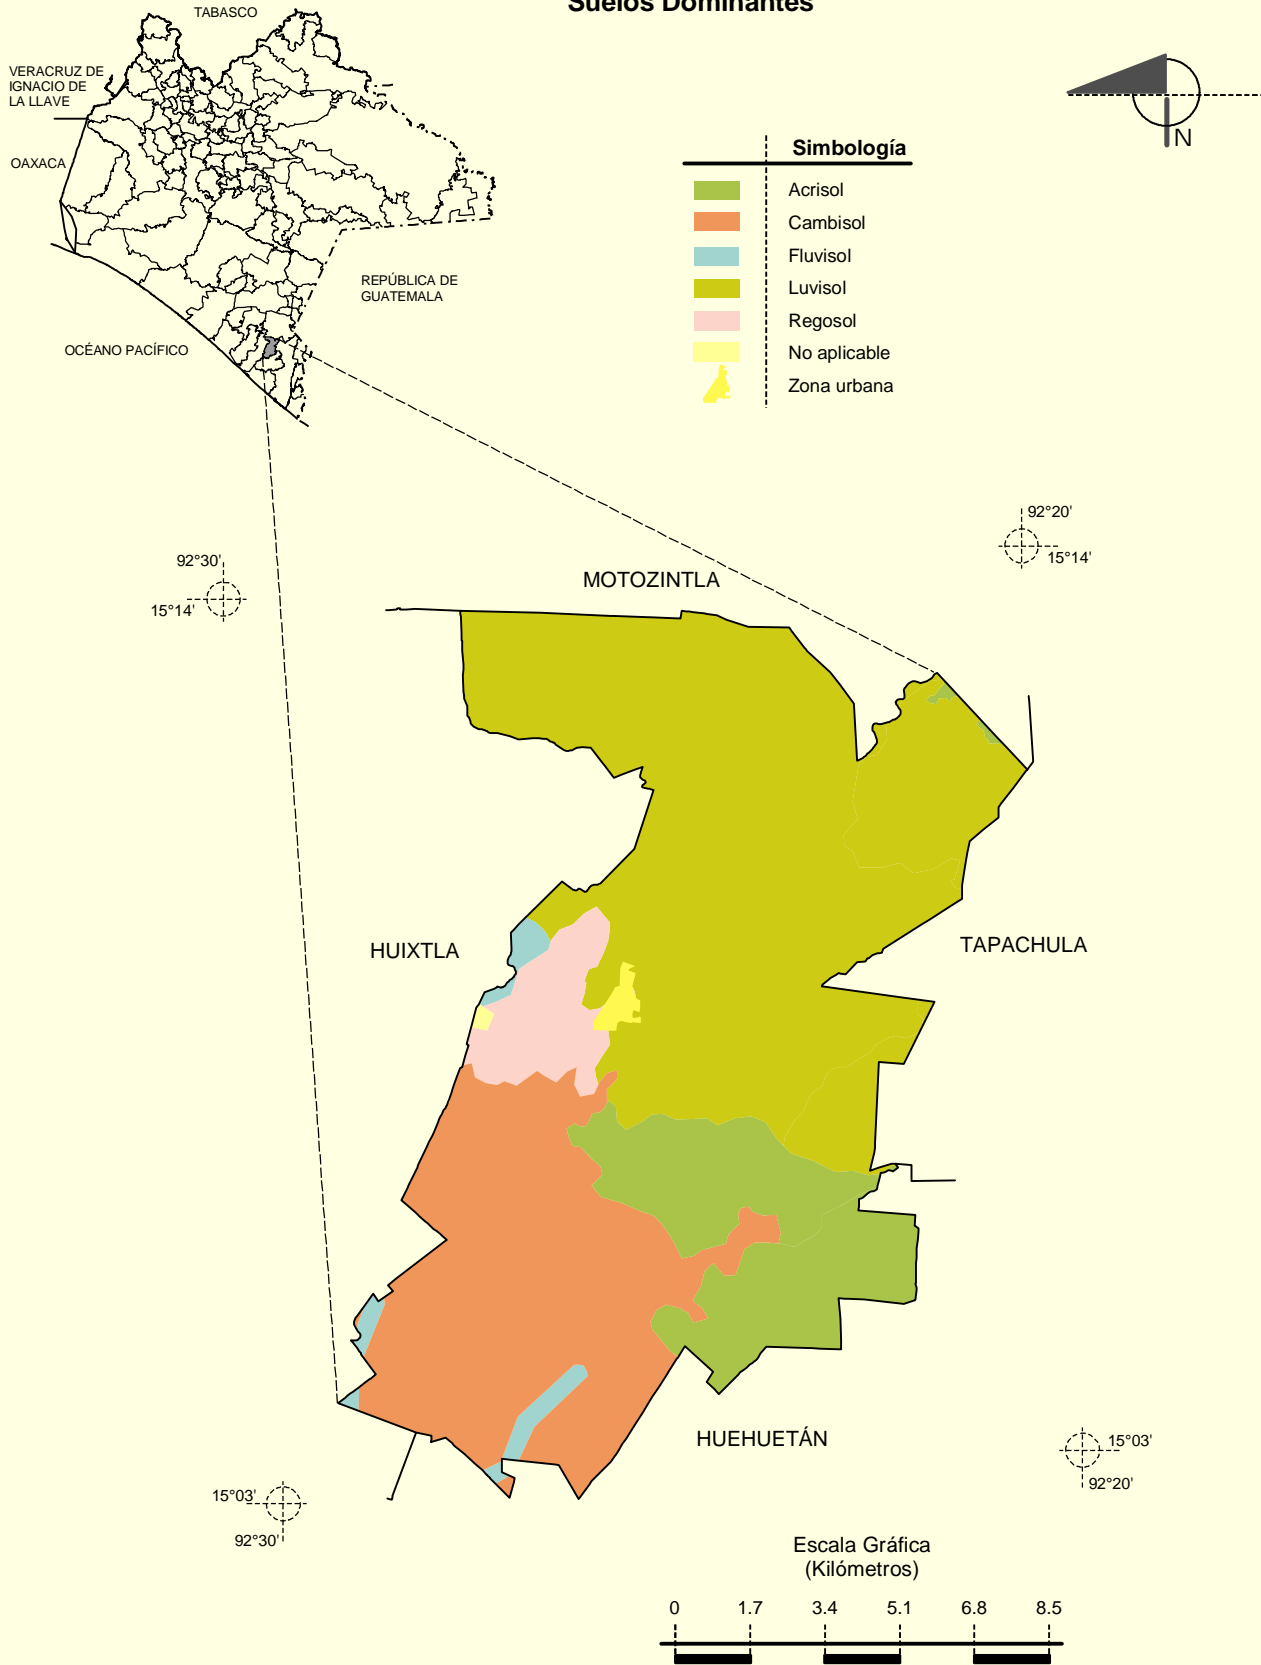 Suelos Dominantes
TABASCO
VERACRUZ DE
IGNACIO DE
LA LLAVE
OAXACA
REPÚBLICA DE
GUATEMALA
OCÉANO PACÍFICO
N
Simbología
Acrisol
Cambisol
Fluvisol
Luvisol
Regosol
No aplicable
Zona urbana
92°20'
15°14'
92°30'
15°14'
MOTOZINTLA
HUIXTLA
TAPACHULA
HUEHUETÁN
15°03'
92°20'
15°03'
92°30'
Escala Gráfica
(Kilómetros)
0 1.7 3.4 5.1 6.8 8.5